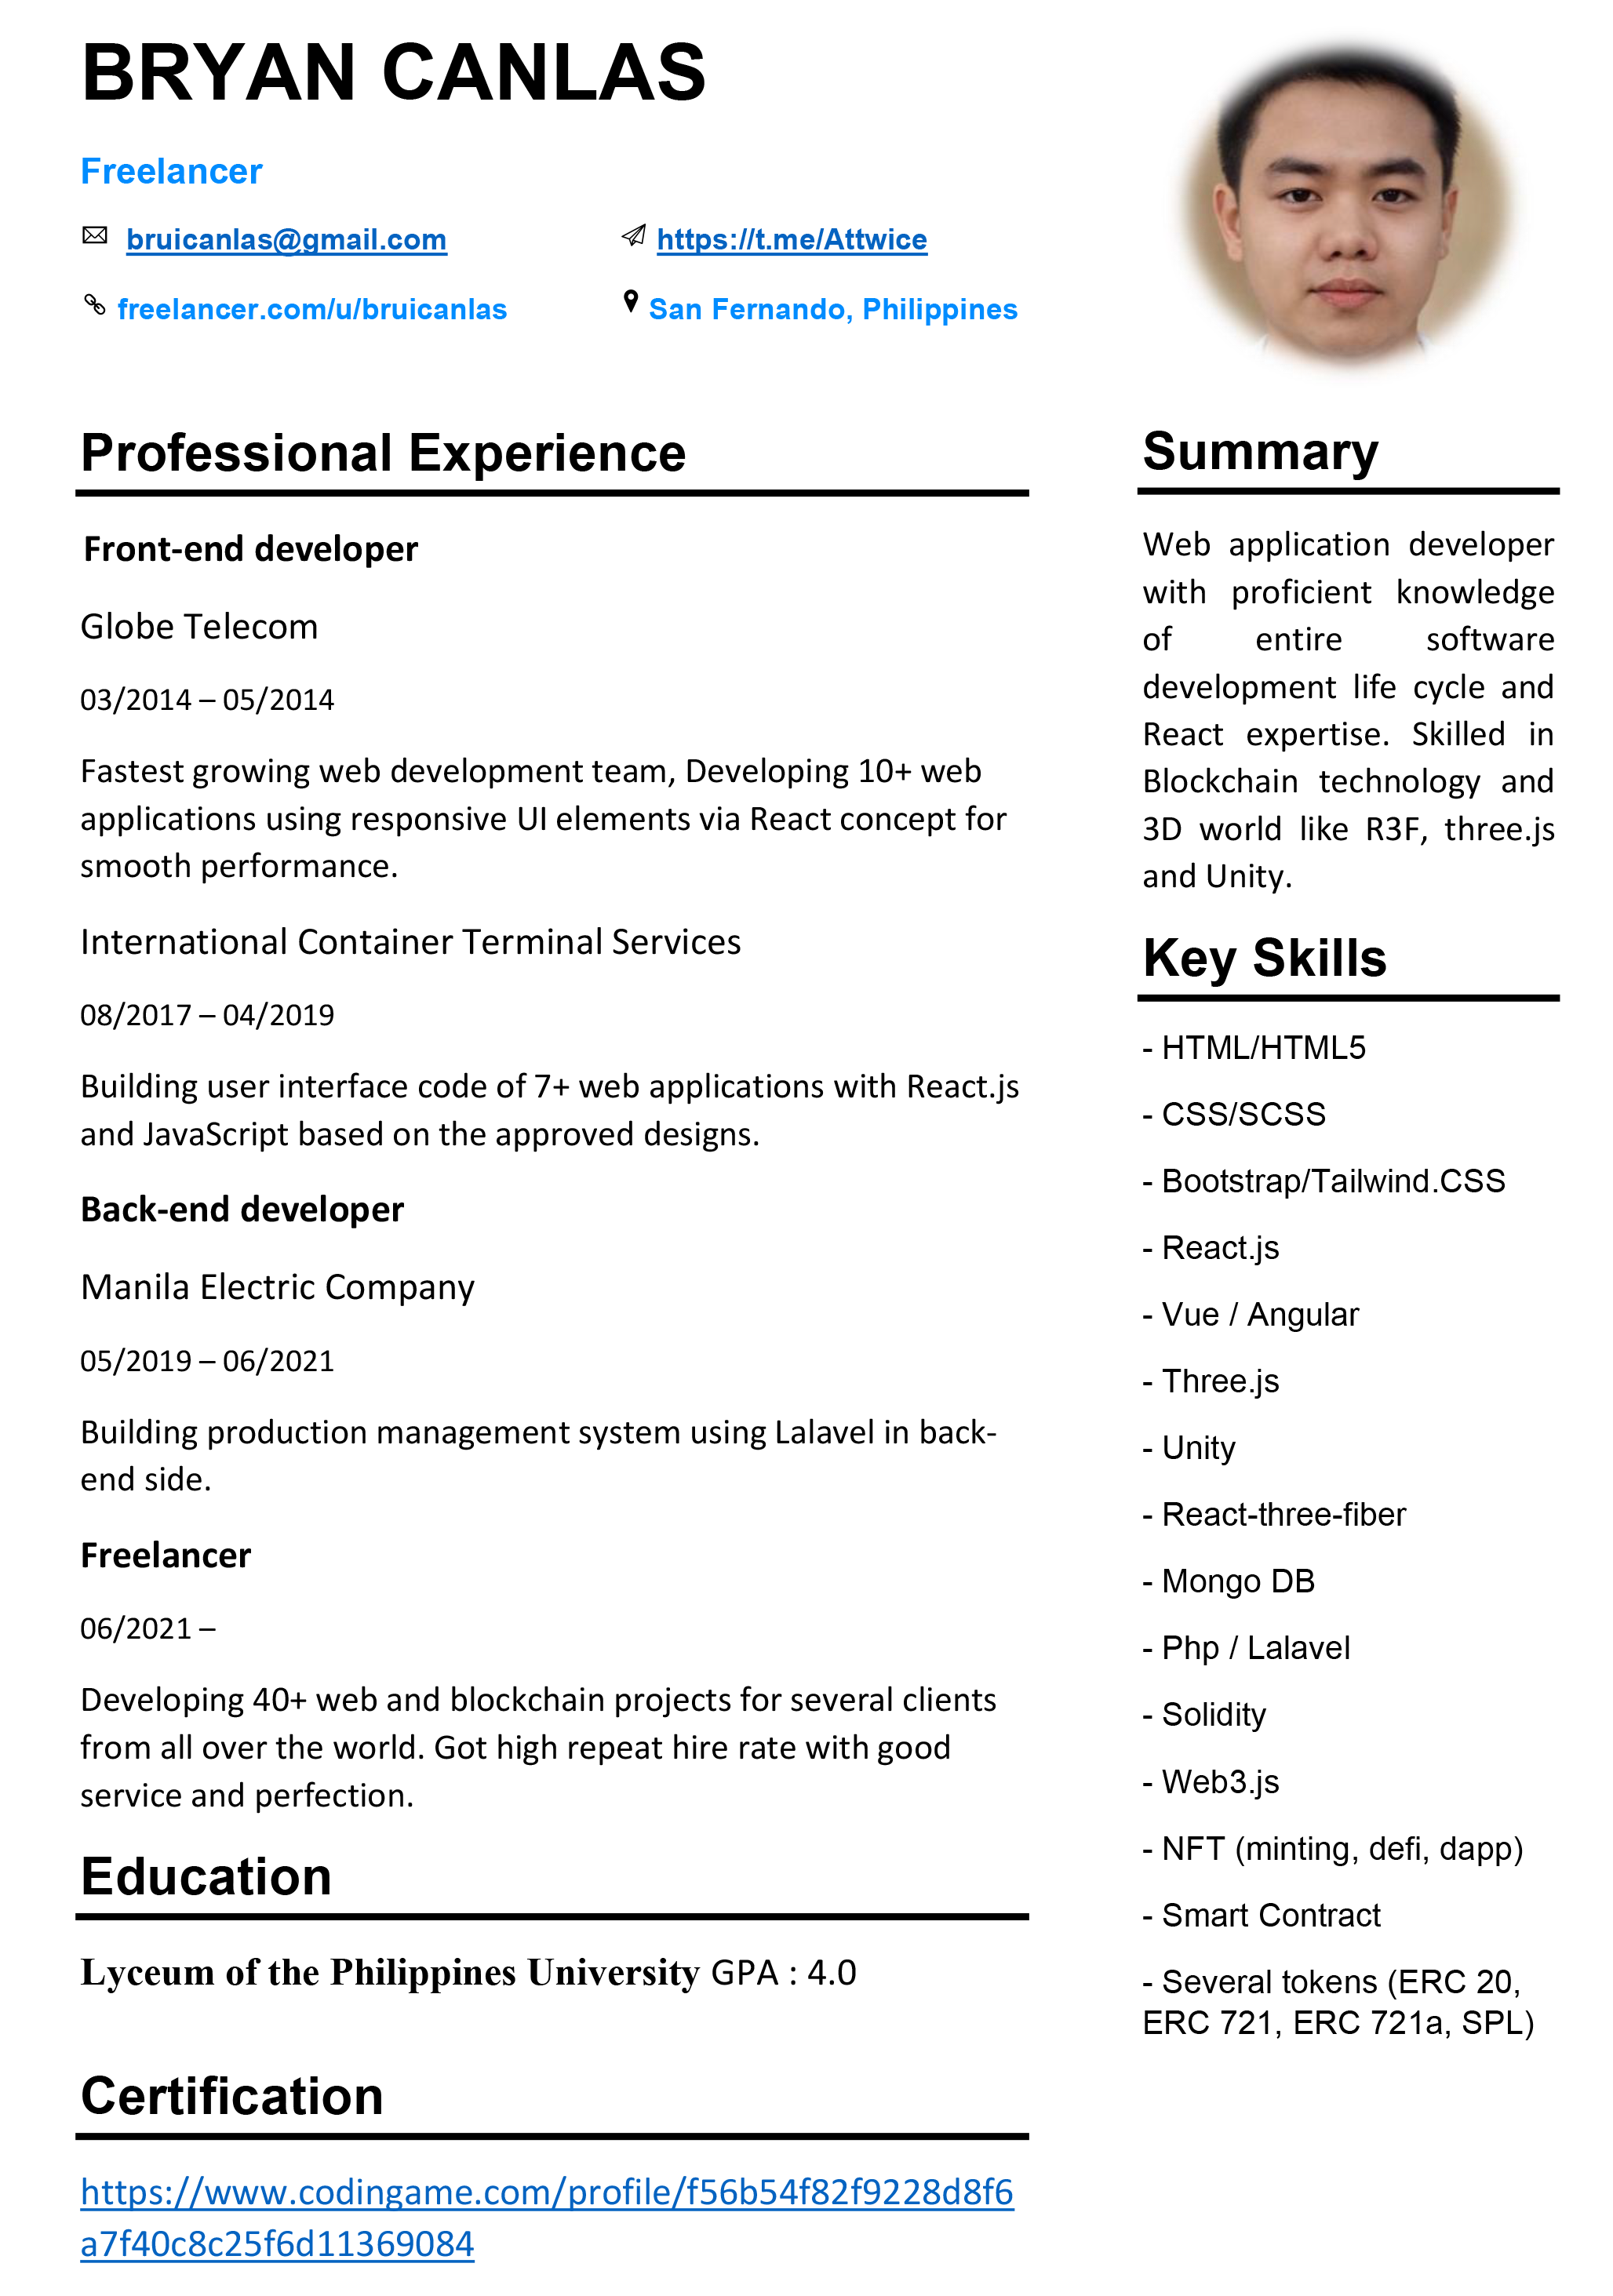 BRYAN CANLAS
Freelancer
bruicanlas@gmail.com
https://t.me/Attwice
freelancer.com/u/bruicanlas
San Fernando, Philippines
Professional Experience
Front-end developer
Globe Telecom
03/2014 – 05/2014
Fastest growing web development team, Developing 10+ web
applications using responsive UI elements via React concept for
smooth performance.
International Container Terminal Services
08/2017 – 04/2019
Building user interface code of 7+ web applications with React.js
and JavaScript based on the approved designs.
Back-end developer
Manila Electric Company
05/2019 – 06/2021
Building production management system using Lalavel in back-
end side.
Freelancer
06/2021 –
Developing 40+ web and blockchain projects for several clients
from all over the world. Got high repeat hire rate with good
service and perfection.
Education
Lyceum of the Philippines University GPA : 4.0
Certification
https://www.codingame.com/profile/f56b54f82f9228d8f6
a7f40c8c25f6d11369084
Summary
Web application developer
with proficient knowledge
of entire software
development life cycle and
React expertise. Skilled in
Blockchain technology and
3D world like R3F, three.js
and Unity.
Key Skills
- HTML/HTML5
- CSS/SCSS
- Bootstrap/Tailwind.CSS
- React.js
- Vue / Angular
- Three.js
- Unity
- React-three-fiber
- Mongo DB
- Php / Lalavel
- Solidity
- Web3.js
- NFT (minting, defi, dapp)
- Smart Contract
- Several tokens (ERC 20,
ERC 721, ERC 721a, SPL)